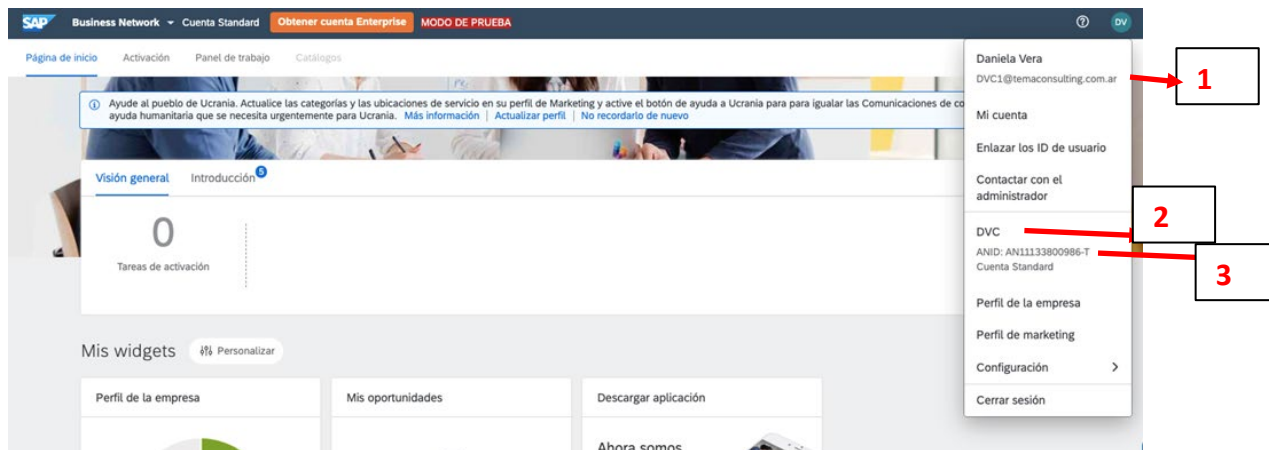 SAP Business Network Cuenta Standard Obtener cuenta Enterprise MODO DE PRUEBA DV
Página de inicio Activación Panel de trabajo Catálogos
Ayude al pueblo de Ucrania. Actualice las categorías y las ubicaciones de servicio en su perfil de Marketing y active el botón de ayuda a Ucrania para para igualar las Comunicaciones de co
ayuda humanitaria que se necesita urgentemente para Ucrania. Más información | Actualizar perfil | No recordarlo de nuevo
Visión general Introducción 5
0
Tareas de activación
Mis widgets Personalizar
Perfil de la empresa
Mis oportunidades
Descargar aplicación
Ahora somos
Daniela Vera
DVC1@temaconsulting.com.ar
1
Mi cuenta
Enlazar los ID de usuario
Contactar con el
administrador
DVC
2
ANID: AN11133800986-T
3
Cuenta Standard
Perfil de la empresa
Perfil de marketing
Configuración
Cerrar sesión